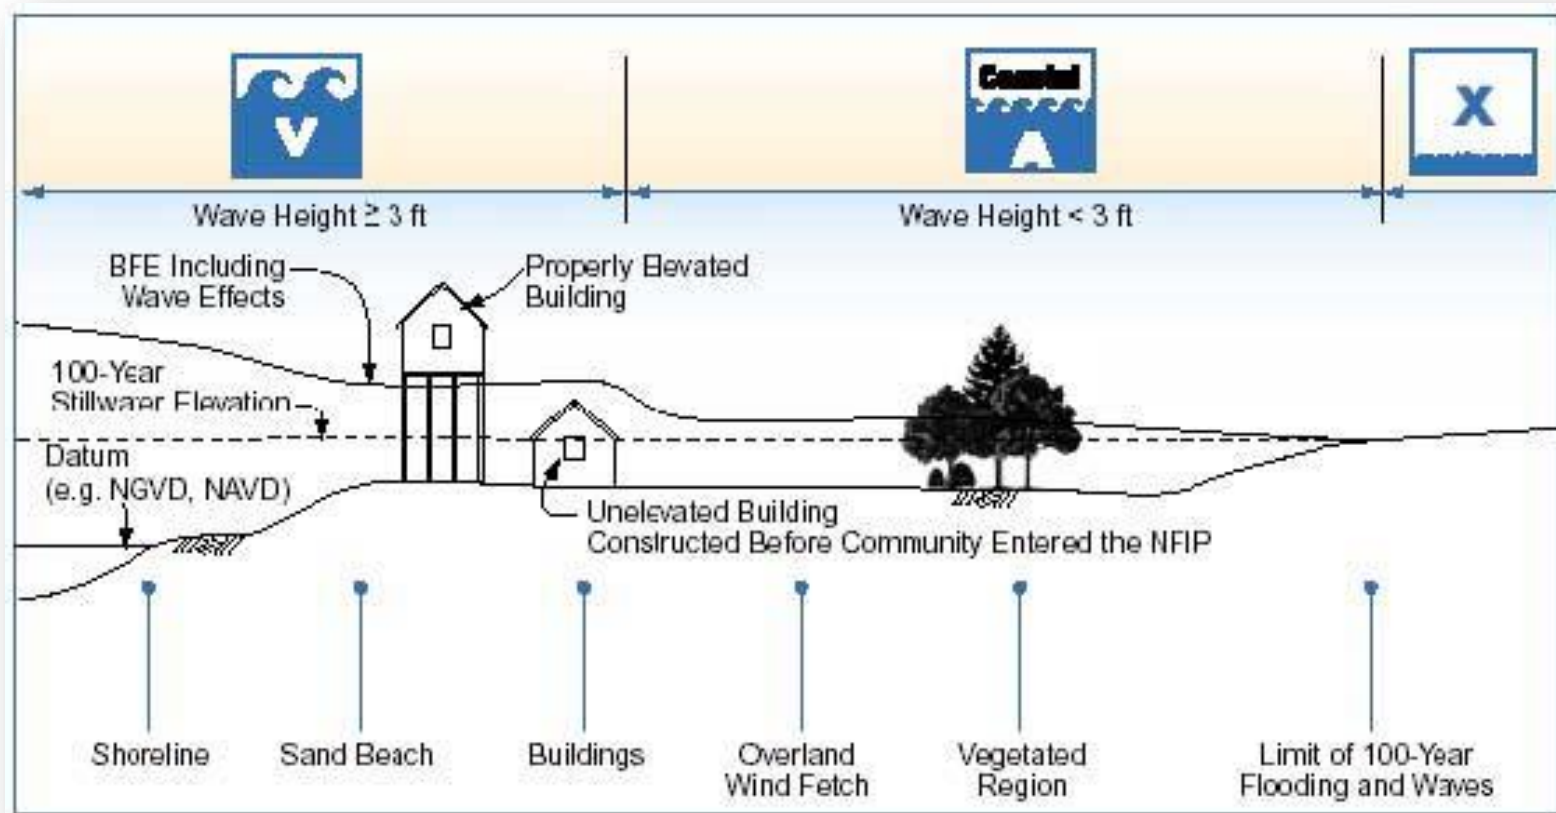 V
Coastal
A
X
Wave Height ≥ 3 ft
Wave Height < 3 ft
BFE Including
Wave Effects
Properly Elevated
Building
100-Year
Stillwater Elevation
Datum
(e.g. NGVD, NAVD)
Unelevated Building
Constructed Before Community Entered the NFIP
Shoreline
Sand Beach
Buildings
Overland
Wind Fetch
Vegetated
Region
Limit of 100-Year
Flooding and Waves